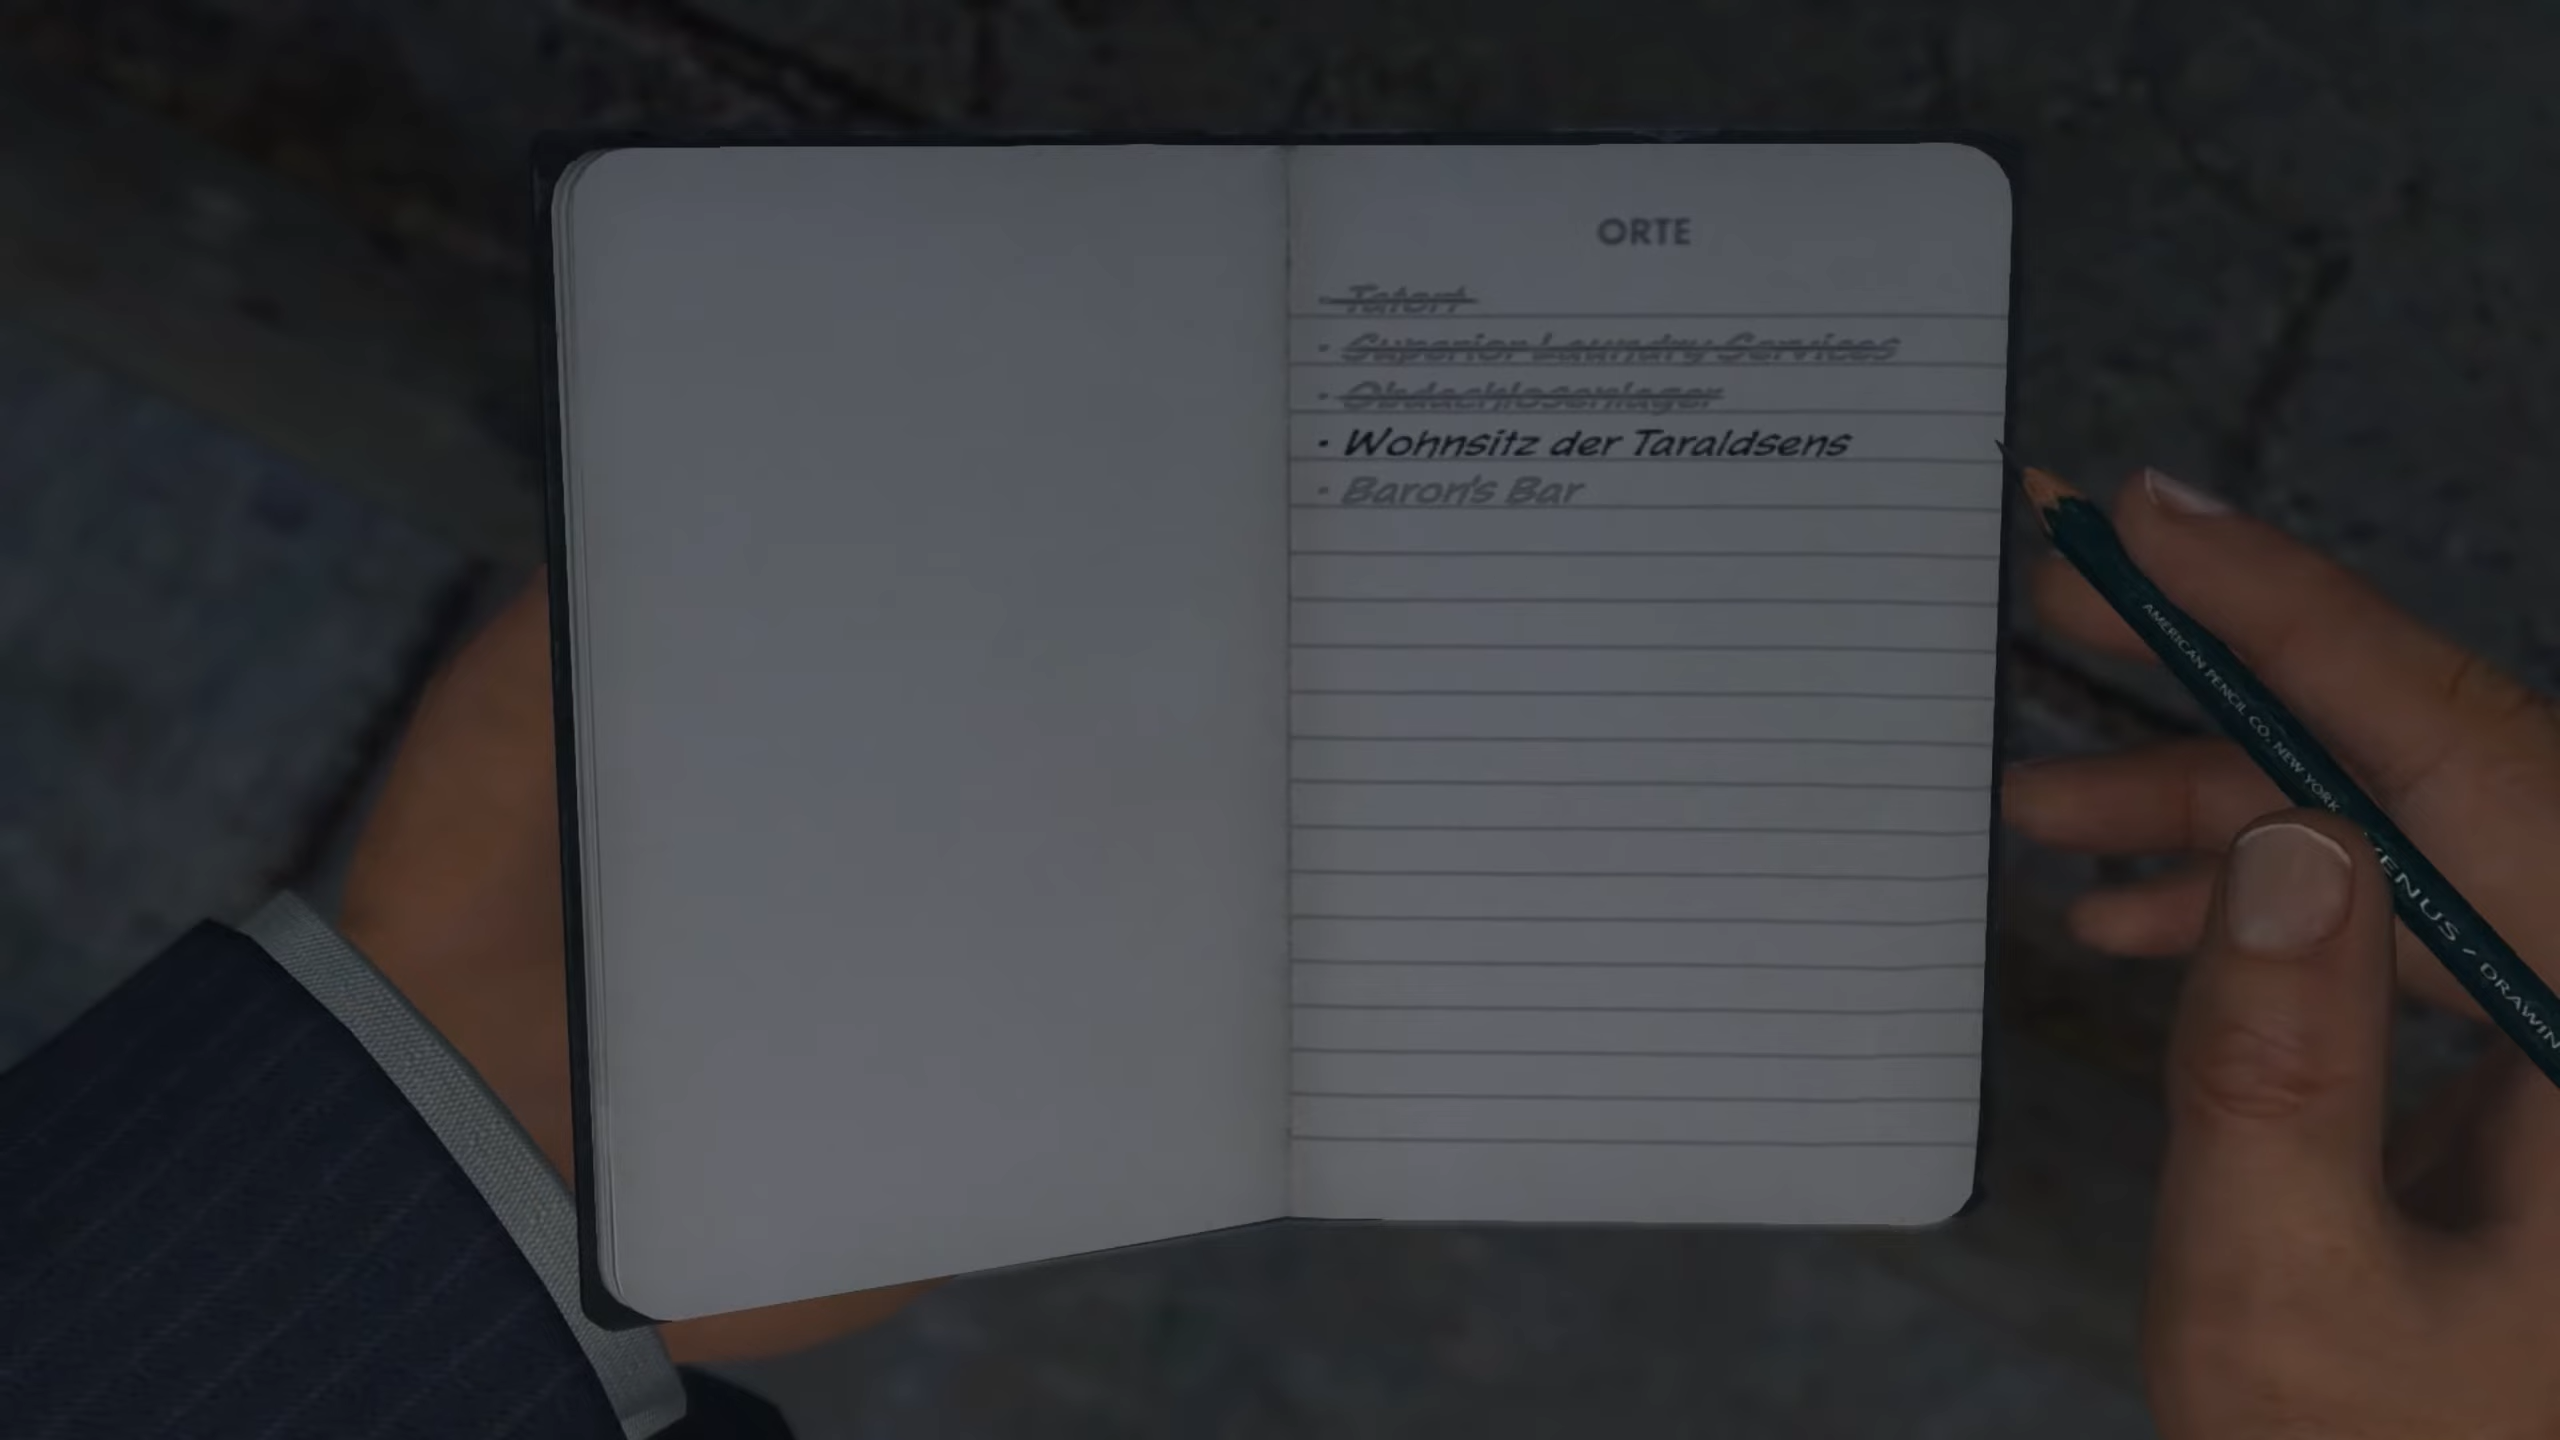 ORTE
• Tatort
• Superior Laundry Services
• Obdachlosenlager
• Wohnsitz der Taraldsens
• Baron's Bar
AMERICAN PENCIL CO. NEW YORK
VENUS / DRAWIN